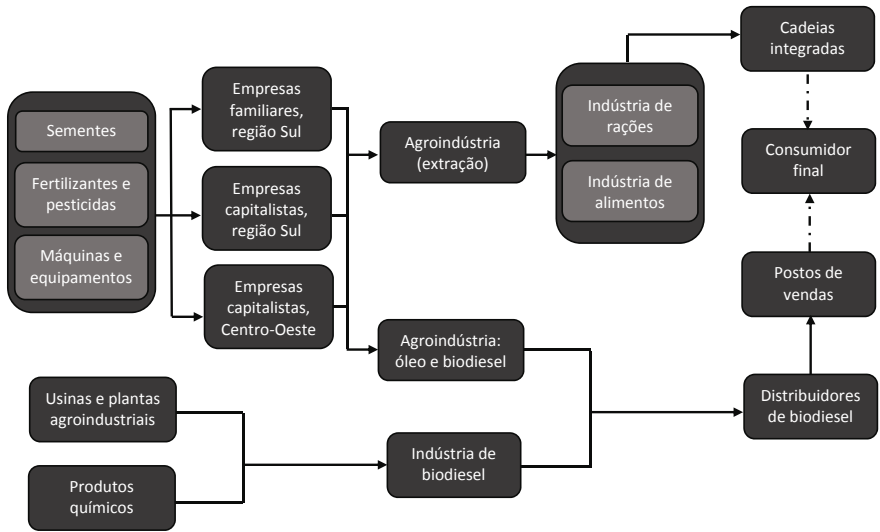 Sementes
Fertilizantes e
pesticidas
Máquinas e
equipamentos
Empresas
familiares,
região Sul
Empresas
capitalistas,
região Sul
Empresas
capitalistas,
Centro-Oeste
Agroindústria
(extração)
Indústria de
rações
Indústria de
alimentos
Cadeias
integradas
Consumidor
final
Postos de
vendas
Agroindústria:
óleo e biodiesel
Distribuidores
de biodiesel
Usinas e plantas
agroindustriais
Produtos
químicos
Indústria de
biodiesel